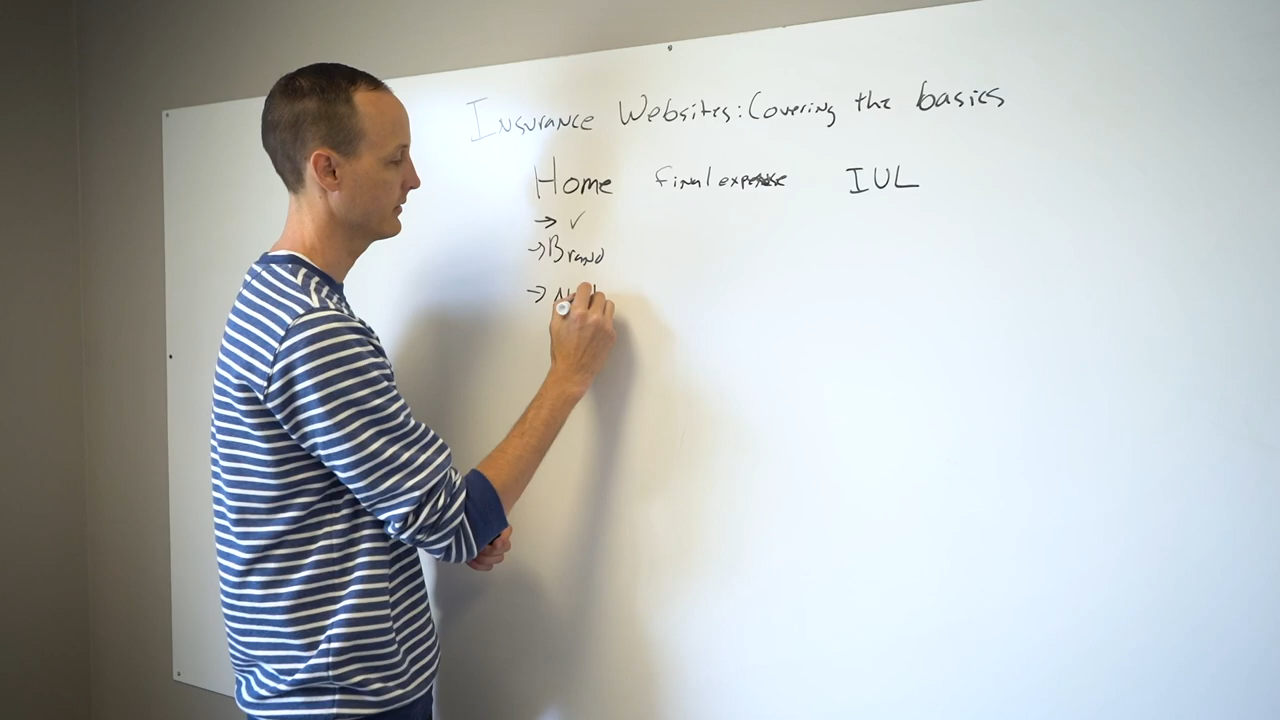 Insurance Websites: Covering the basics
Home final expense IUL
→ ✓
→ Brand
→